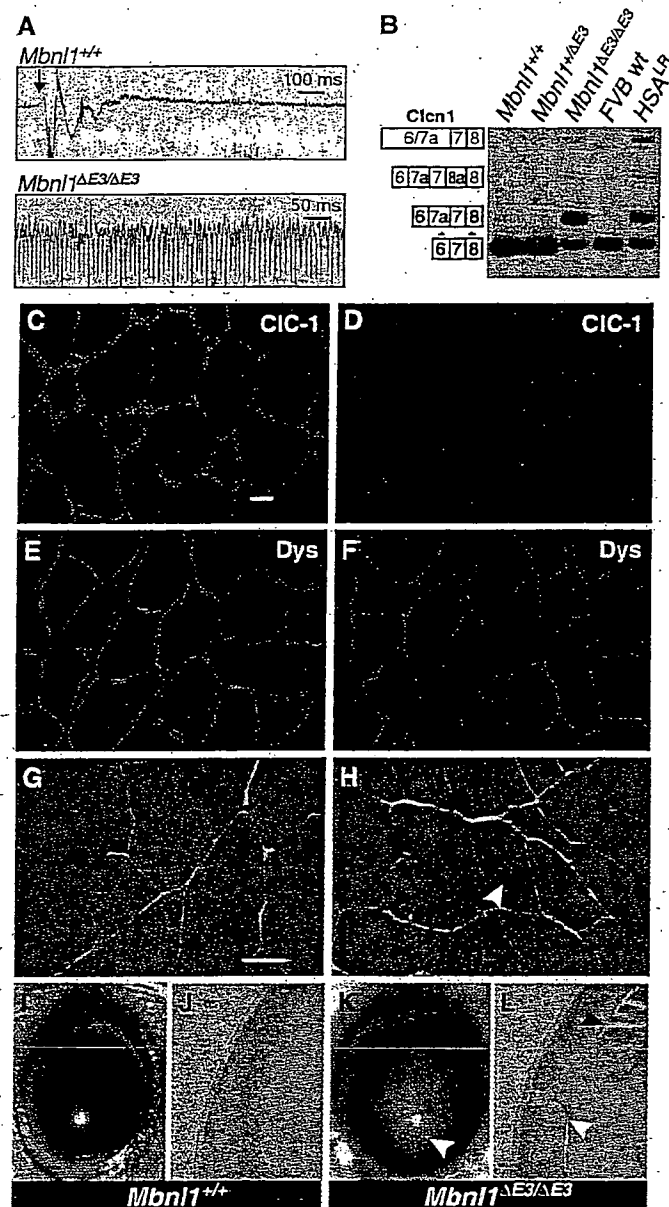 A
Mbnl1+/+
100 ms
Mbnl1ΔE3/ΔE3
50 ms
B
Mbnl1+/+
Mbnl1+/ΔE3
Mbnl1ΔE3/ΔE3
FVB wt
HSALR
Clcn1
6/7a 7 8
6 7a 7 8a 8
6 7a 7 8
6 7 8
C ClC-1
D ClC-1
E Dys
F Dys
G
H
I
J
K
L
Mbnl1+/+
Mbnl1ΔE3/ΔE3